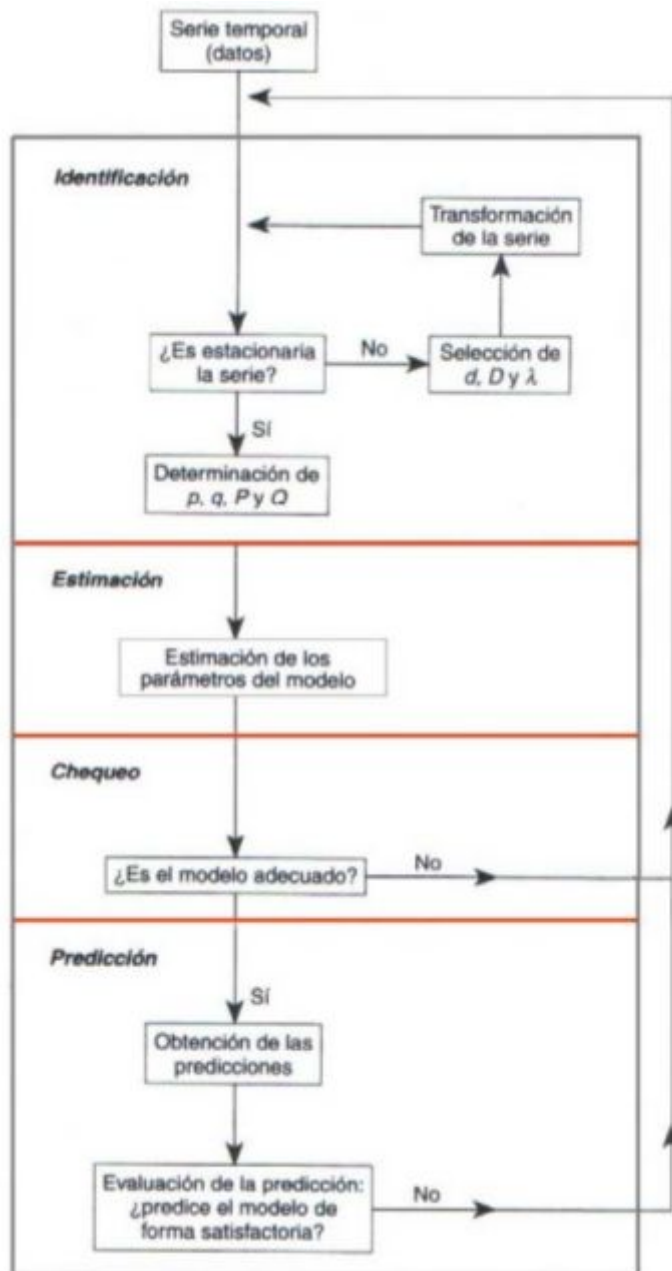 Serie temporal
(datos)
Identificación
Transformación
de la serie
¿Es estacionaria
la serie?
No
Selección de
d, D y λ
Sí
Determinación de
p, q, P y Q
Estimación
Estimación de los
parámetros del modelo
Chequeo
¿Es el modelo adecuado?
No
Predicción
Sí
Obtención de las
predicciones
Evaluación de la predicción:
¿predice el modelo de
forma satisfactoria?
No